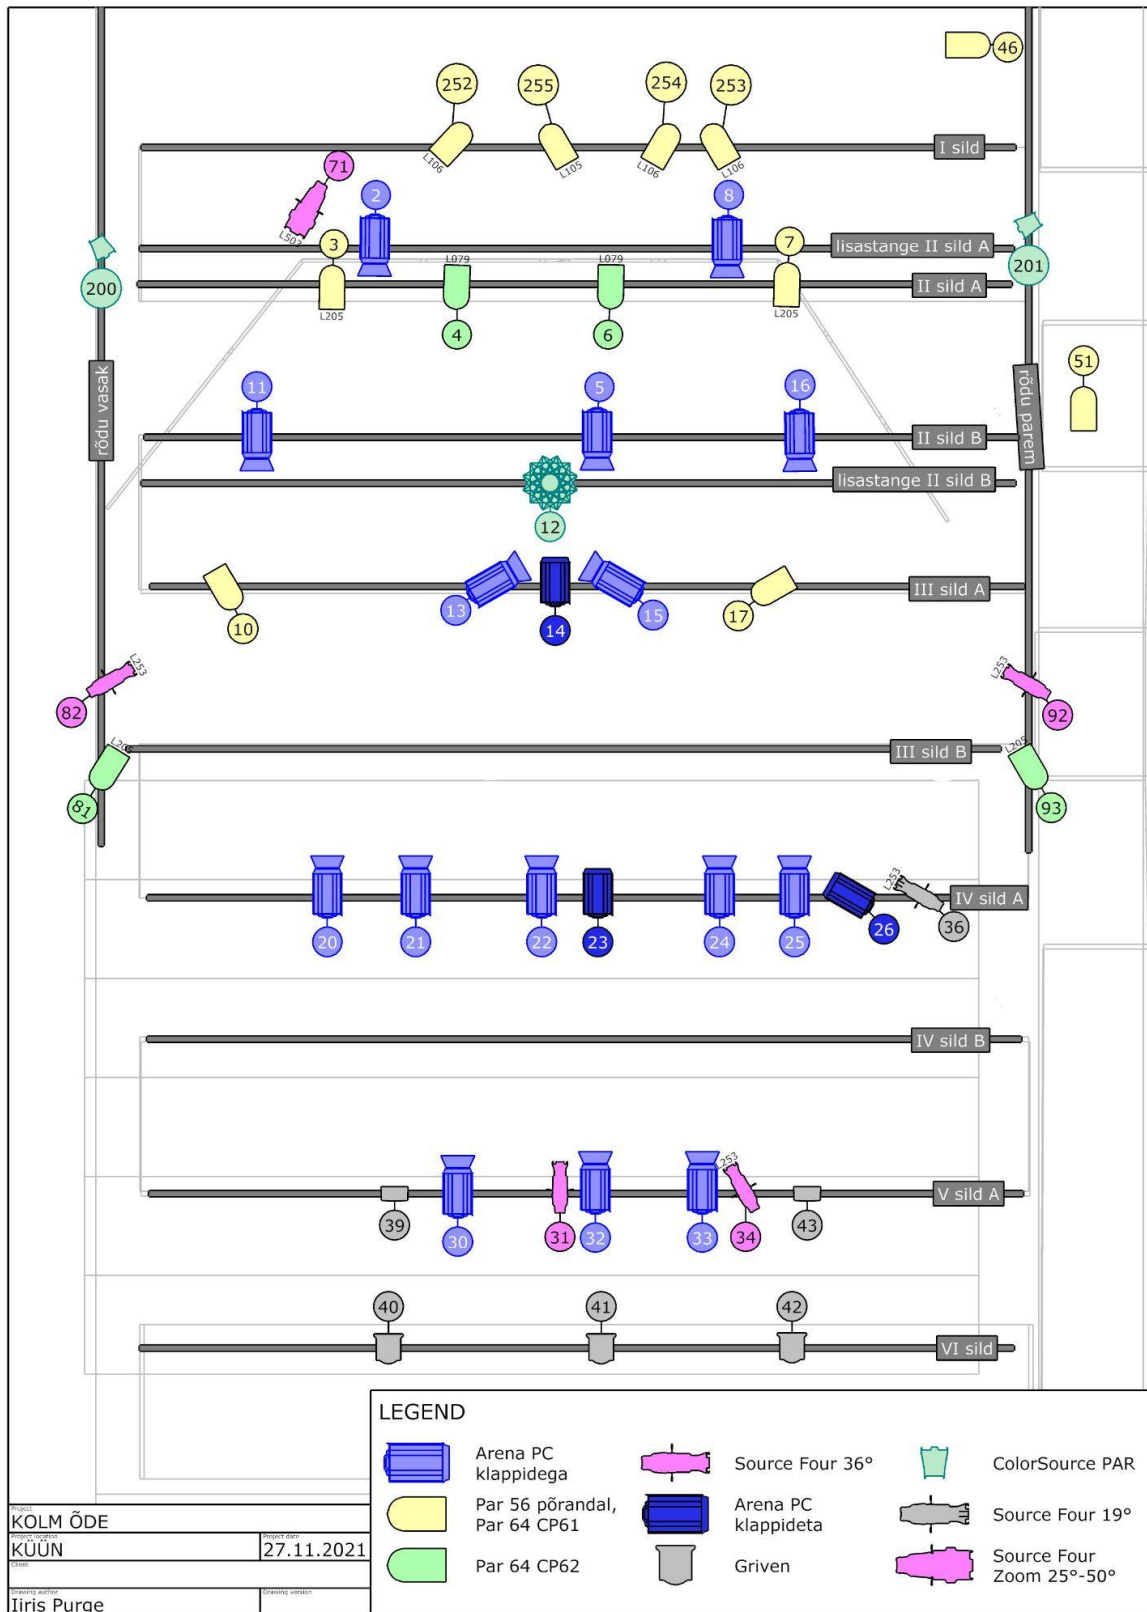 46
252
255
254
253
L106
L105
L106
L106
I sild
71
L503
2
8
3
7
lisastange II sild A
200
201
L079
L079
II sild A
L205
L205
4
6
rõdu vasak
rõdu parem
51
11
5
16
II sild B
lisastange II sild B
12
III sild A
13
14
15
10
17
L253
L253
82
92
L205
L205
III sild B
81
93
L253
IV sild A
20
21
22
23
24
25
26
36
IV sild B
L253
V sild A
39
30
31
32
33
34
43
40
41
42
VI sild
LEGEND
Arena PC
klappidega
Source Four 36°
ColorSource PAR
Par 56 põrandal,
Par 64 CP61
Arena PC
klappideta
Source Four 19°
Par 64 CP62
Griven
Source Four
Zoom 25°-50°
Project
KOLM ÕDE
Project location
KÜÜN
Project date
27.11.2021
Client
Drawing author
Iiris Purge
Drawing version